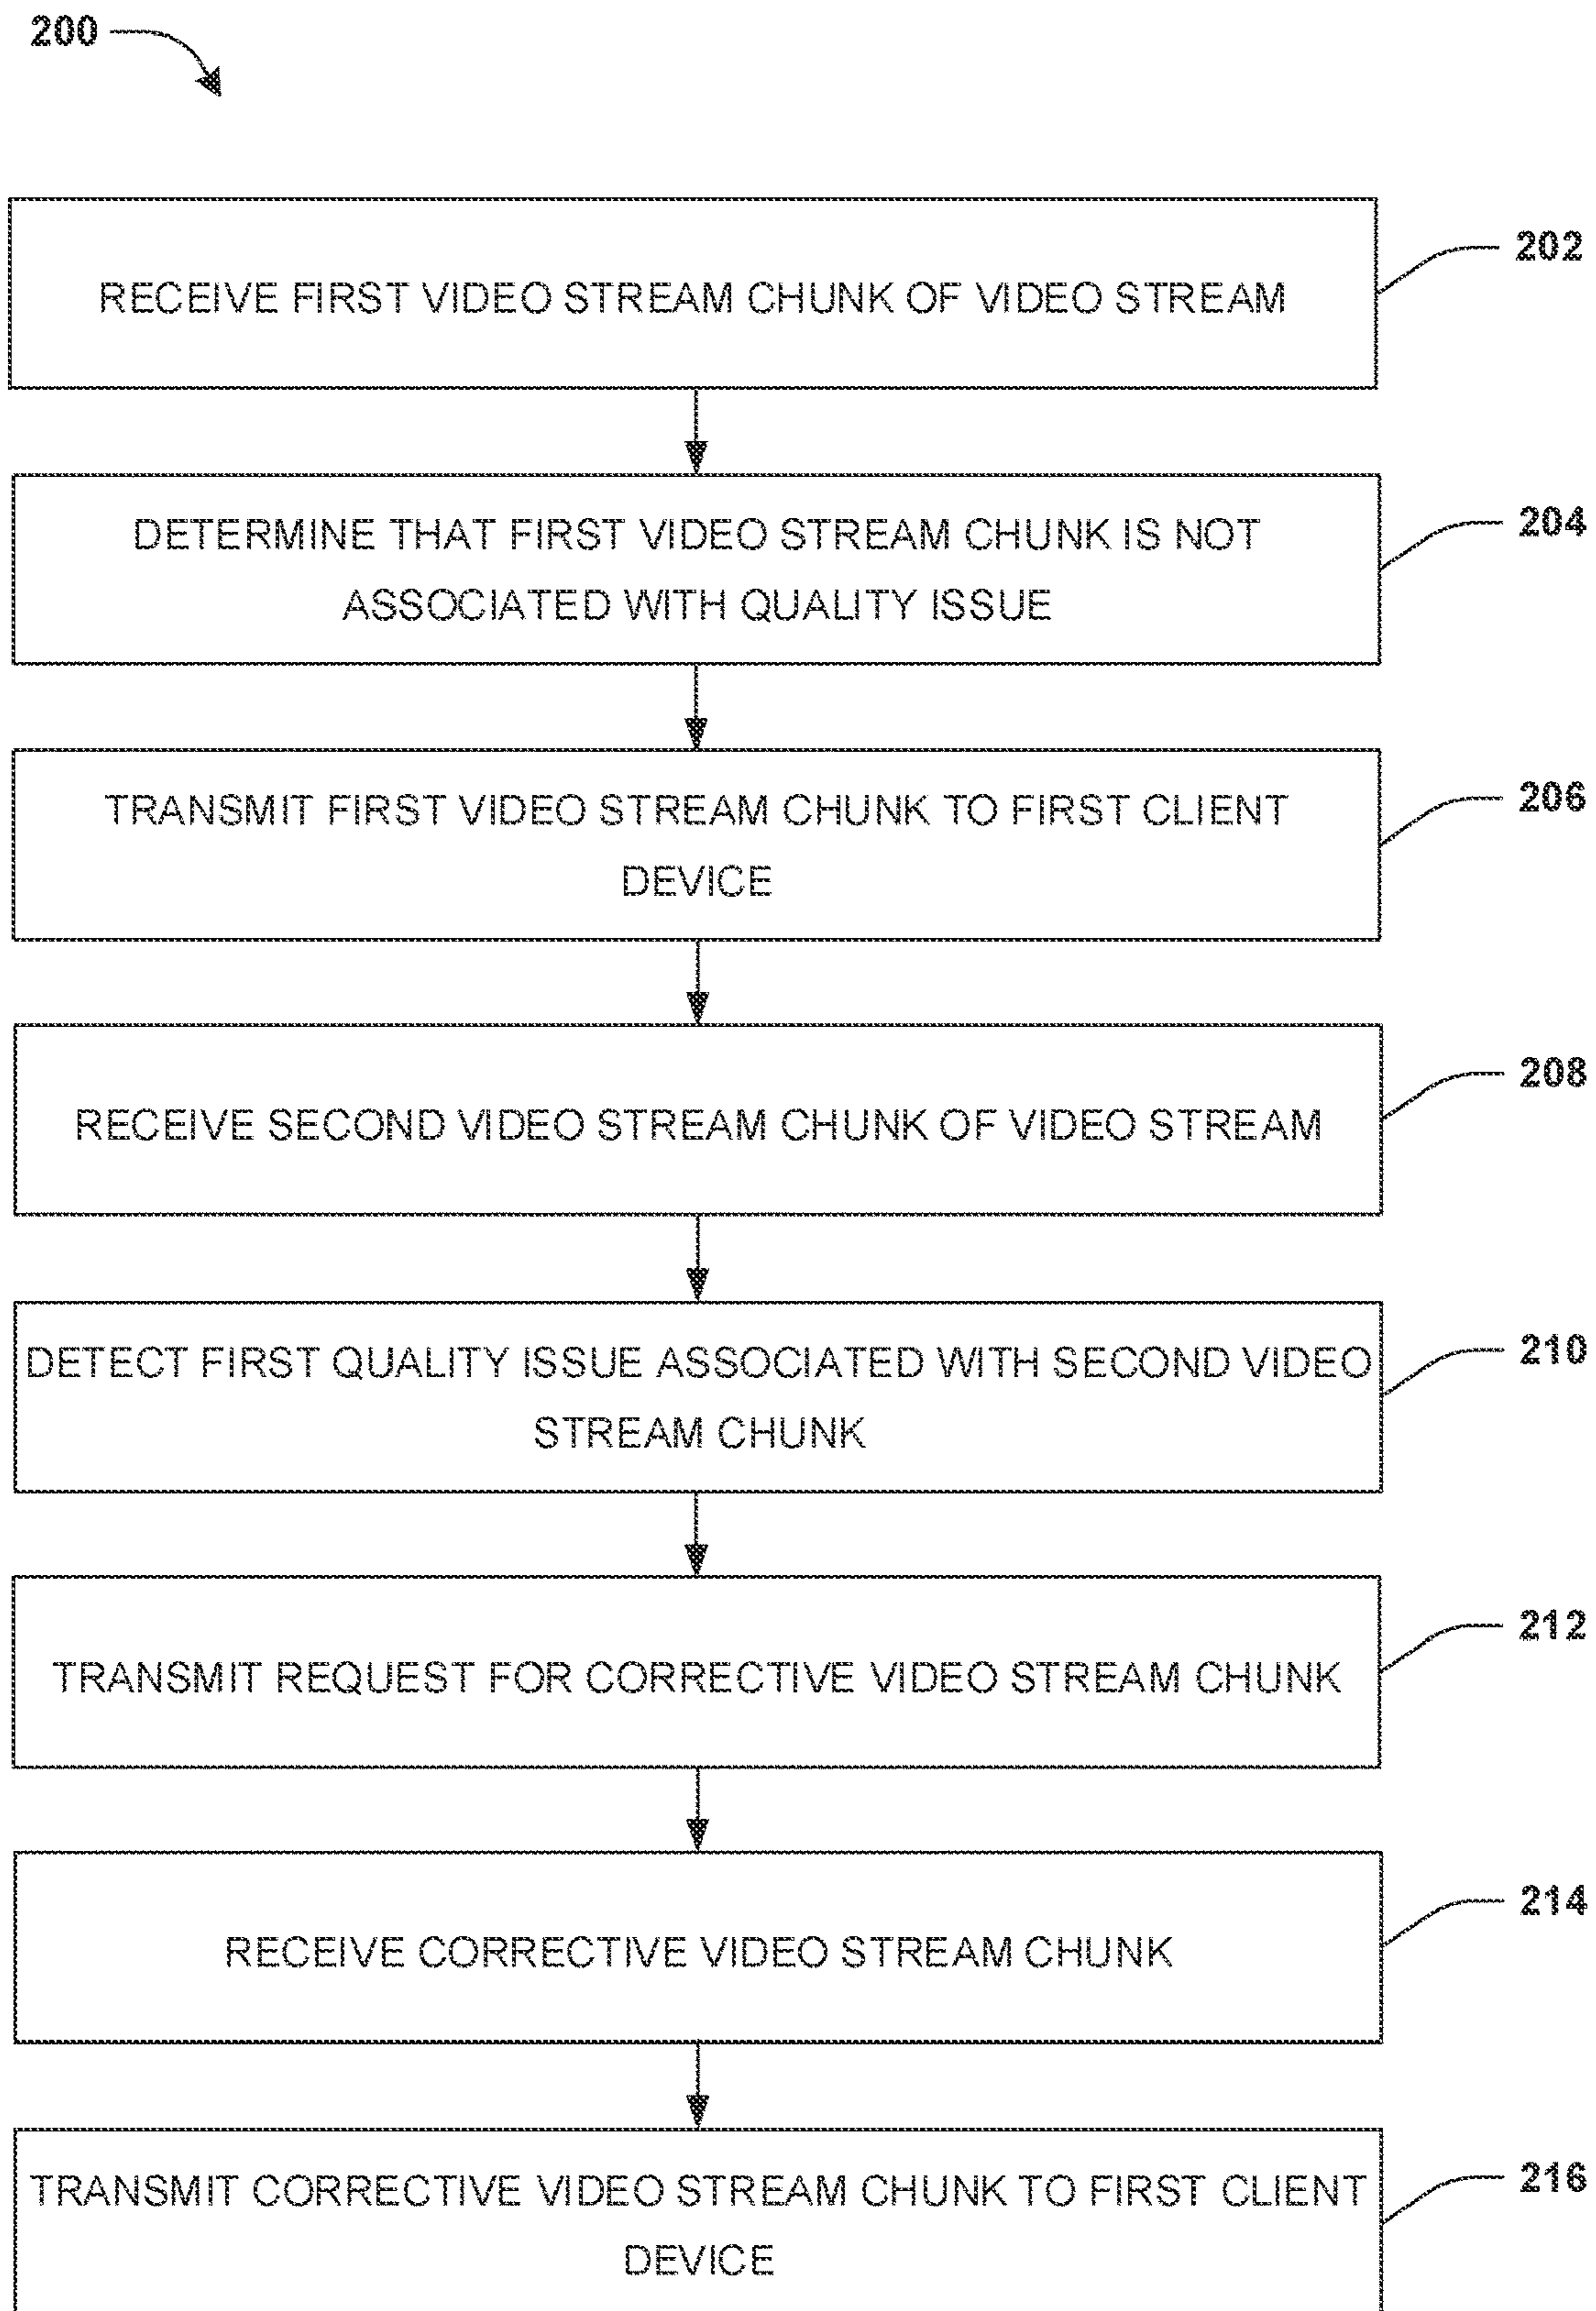 200
RECEIVE FIRST VIDEO STREAM CHUNK OF VIDEO STREAM
202
DETERMINE THAT FIRST VIDEO STREAM CHUNK IS NOT
ASSOCIATED WITH QUALITY ISSUE
204
TRANSMIT FIRST VIDEO STREAM CHUNK TO FIRST CLIENT
DEVICE
206
RECEIVE SECOND VIDEO STREAM CHUNK OF VIDEO STREAM
208
DETECT FIRST QUALITY ISSUE ASSOCIATED WITH SECOND VIDEO
STREAM CHUNK
210
TRANSMIT REQUEST FOR CORRECTIVE VIDEO STREAM CHUNK
212
RECEIVE CORRECTIVE VIDEO STREAM CHUNK
214
TRANSMIT CORRECTIVE VIDEO STREAM CHUNK TO FIRST CLIENT
DEVICE
216